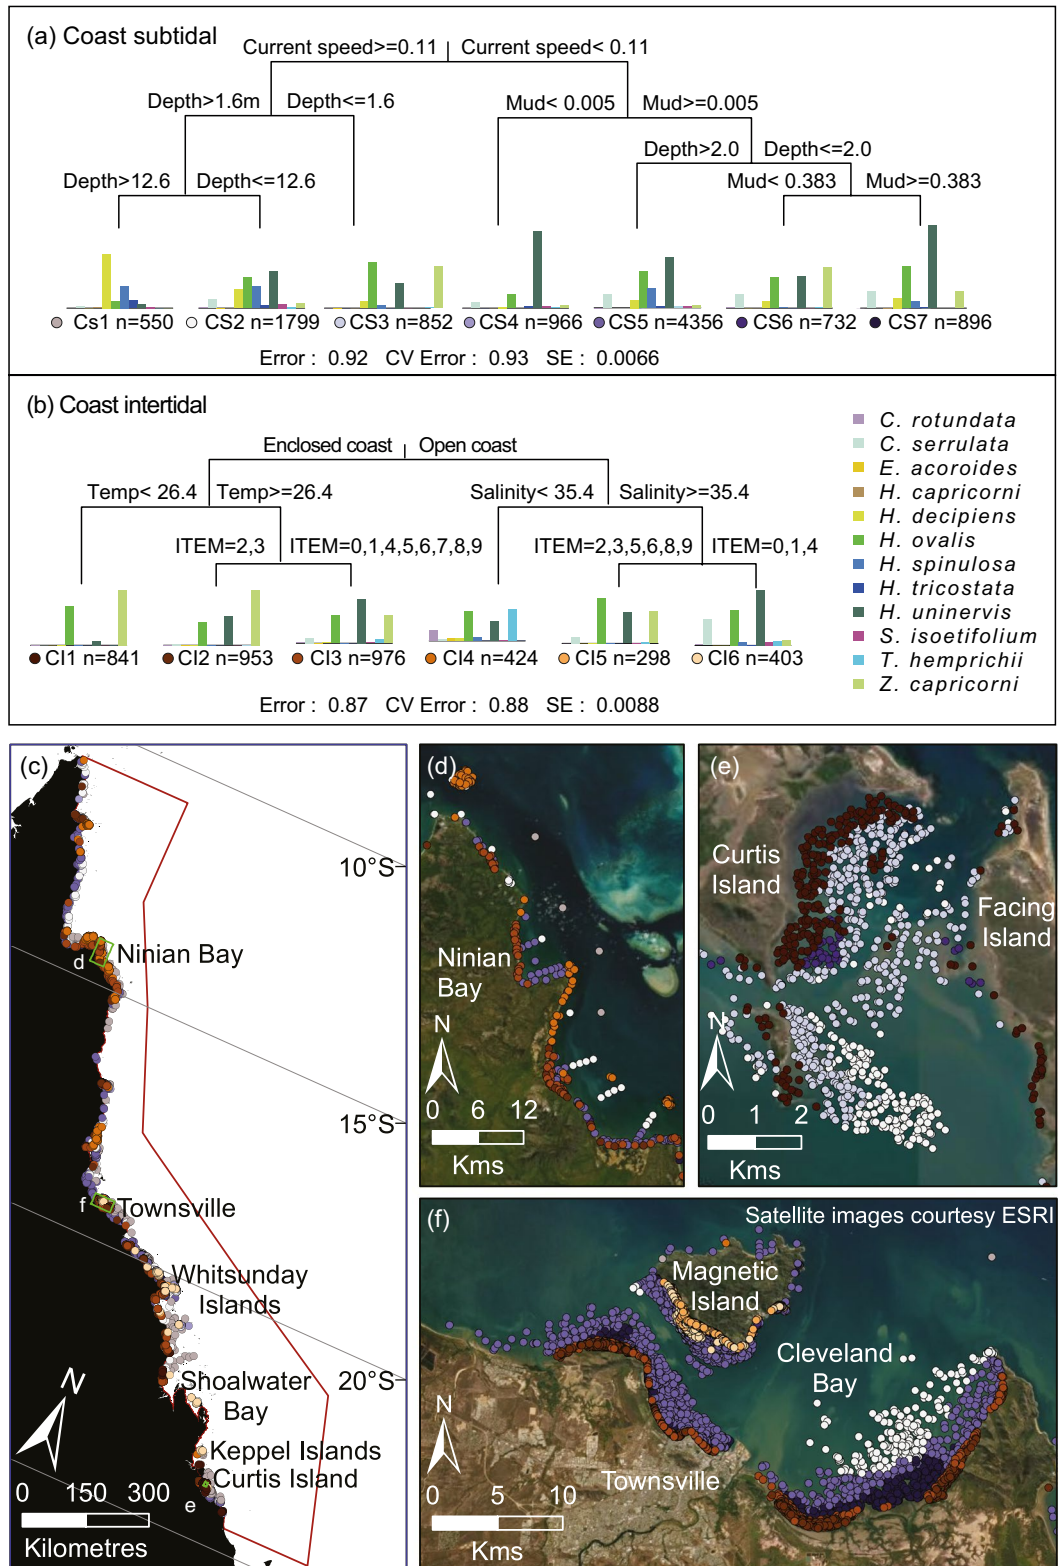 (a) Coast subtidal
Current speed>=0.11 Current speed< 0.11
Depth>1.6m Depth<=1.6 Mud< 0.005 Mud>=0.005
Depth>2.0 Depth<=2.0
Depth>12.6 Depth<=12.6 Mud< 0.383 Mud>=0.383
Cs1 n=550 CS2 n=1799 CS3 n=852 CS4 n=966 CS5 n=4356 CS6 n=732 CS7 n=896
Error : 0.92 CV Error : 0.93 SE : 0.0066
(b) Coast intertidal
Enclosed coast Open coast
Temp< 26.4 Temp>=26.4 Salinity< 35.4 Salinity>=35.4
ITEM=2,3 ITEM=0,1,4,5,6,7,8,9 ITEM=2,3,5,6,8,9 ITEM=0,1,4
CI1 n=841 CI2 n=953 CI3 n=976 CI4 n=424 CI5 n=298 CI6 n=403
Error : 0.87 CV Error : 0.88 SE : 0.0088
C. rotundata
C. serrulata
E. acoroides
H. capricorni
H. decipiens
H. ovalis
H. spinulosa
H. tricostata
H. uninervis
S. isoetifolium
T. hemprichii
Z. capricorni
(c)
10°S
d Ninian Bay
15°S
f Townsville
Whitsunday
Islands
20°S
Shoalwater
Bay
N
Keppel Islands
Curtis Island
e
0 150 300
Kilometres
(d)
Ninian
Bay
N
0 6 12
Kms
(e)
Curtis
Island
Facing
Island
N
0 1 2
Kms
(f)
Satellite images courtesy ESRI
Magnetic
Island
Cleveland
Bay
N
Townsville
0 5 10
Kms